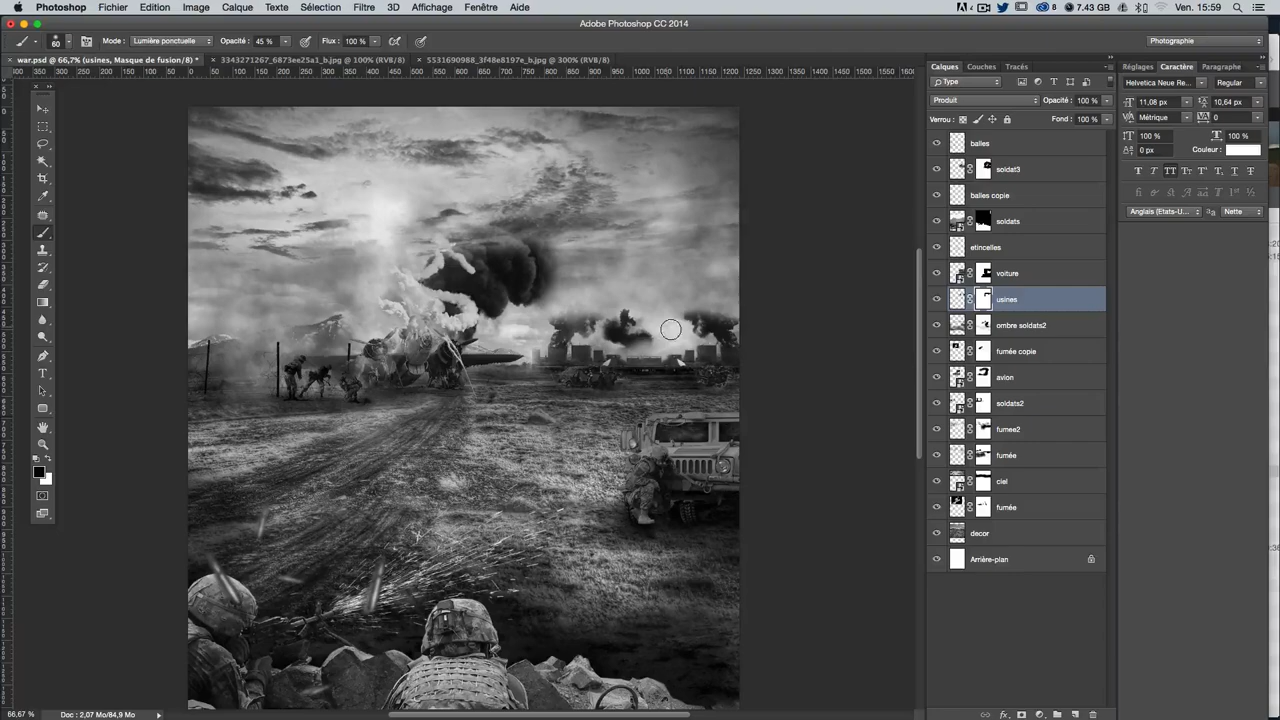 Photoshop Fichier Edition Image Calque Texte Sélection Filtre 3D Affichage Fenêtre Aide 8 7.43 GB Ven. 15:59
Adobe Photoshop CC 2014
60 Mode : Lumière ponctuelle Opacité : 45 % Flux : 100 % Photographie
war.psd @ 66,7% (usines, Masque de fusion/8) * 3343271267_6873ee25a1_b.jpg @ 100% (RVB/8) 5531690988_3f48e8197e_b.jpg @ 300% (RVB/8)
Calques Couches Tracés Réglages Caractère Paragraphe
Type Helvetica Neue Re... Regular
Produit Opacité : 100 % 11,08 px 10,64 px
Verrou : Fond : 100 % Métrique 0
100 % 100 %
0 px Couleur :
Anglais (Etats-U... Nette
balles
soldat3
balles copie
soldats
etincelles
voiture
usines
ombre soldats2
fumée copie
avion
soldats2
fumee2
fumée
ciel
fumée
decor
Arrière-plan
66,67 % Doc : 2,07 Mo/84,9 Mo